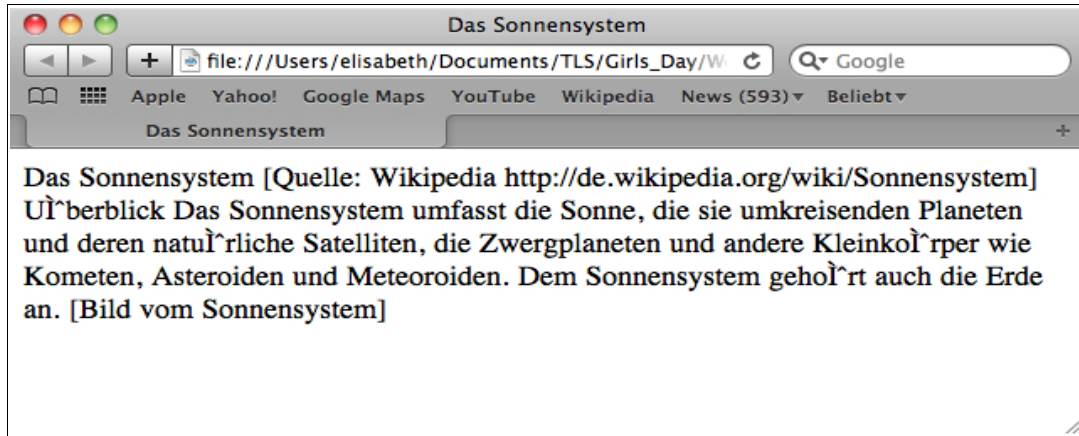 Das Sonnensystem
file:///Users/elisabeth/Documents/TLS/Girls_Day/W
Google
Apple Yahoo! Google Maps YouTube Wikipedia News (593) Beliebt
Das Sonnensystem
Das Sonnensystem [Quelle: Wikipedia http://de.wikipedia.org/wiki/Sonnensystem]
UÌˆberblick Das Sonnensystem umfasst die Sonne, die sie umkreisenden Planeten
und deren natuÌˆrliche Satelliten, die Zwergplaneten und andere KleinkoÌˆrper wie
Kometen, Asteroiden und Meteoroiden. Dem Sonnensystem gehoÌˆrt auch die Erde
an. [Bild vom Sonnensystem]